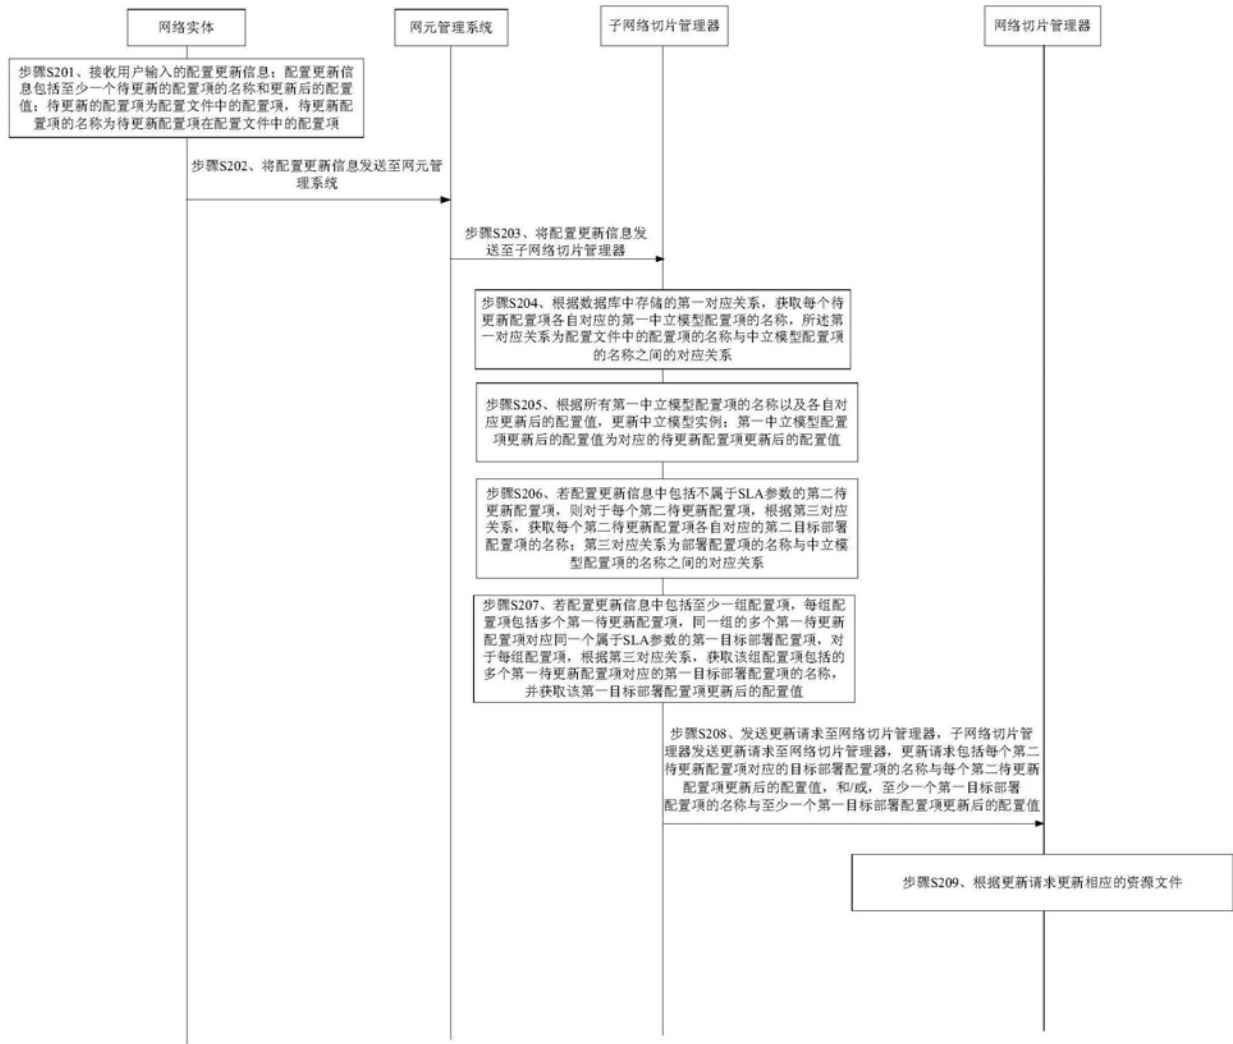 网络实体
网元管理系统
子网络切片管理器
网络切片管理器
步骤S201、接收用户输入的配置更新信息；配置更新信
息包括至少一个待更新的配置项的名称和更新后的配置
值；待更新的配置项为配置文件中的配置项，待更新配
置项的名称为待更新配置项在配置文件中的配置项
步骤S202、将配置更新信息发送至网元管
理系统
步骤S203、将配置更新信息发
送至子网络切片管理器
步骤S204、根据数据库中存储的第一对应关系，获取每个待
更新配置项各自对应的第一中立模型配置项的名称，所述第
一对应关系为配置文件中的配置项的名称与中立模型配置项
的名称之间的对应关系
步骤S205、根据所有第一中立模型配置项的名称以及各自对
应更新后的配置值，更新中立模型实例；第一中立模型配置
项更新后的配置值为对应的待更新配置项更新后的配置值
步骤S206、若配置更新信息中包括不属于SLA参数的第二待
更新配置项，则对于每个第二待更新配置项，根据第三对应
关系，获取每个第二待更新配置项各自对应的第二目标部署
配置项的名称；第三对应关系为部署配置项的名称与中立模
型配置项的名称之间的对应关系
步骤S207、若配置更新信息中包括至少一组配置项，每组配
置项包括多个第一待更新配置项，同一组的多个第一待更新
配置项对应同一个属于SLA参数的第一目标部署配置项，对
于每组配置项，根据第三对应关系，获取该组配置项包括的
多个第一待更新配置项对应的第一目标部署配置项的名称，
并获取该第一目标部署配置项更新后的配置值
步骤S208、发送更新请求至网络切片管理器，子网络切片管
理器发送更新请求至网络切片管理器，更新请求包括每个第二
待更新配置项对应的目标部署配置项的名称与每个第二待更新
配置项更新后的配置值，和/或，至少一个第一目标部署
配置项的名称与至少一个第一目标部署配置项更新后的配置值
步骤S209、根据更新请求更新相应的资源文件